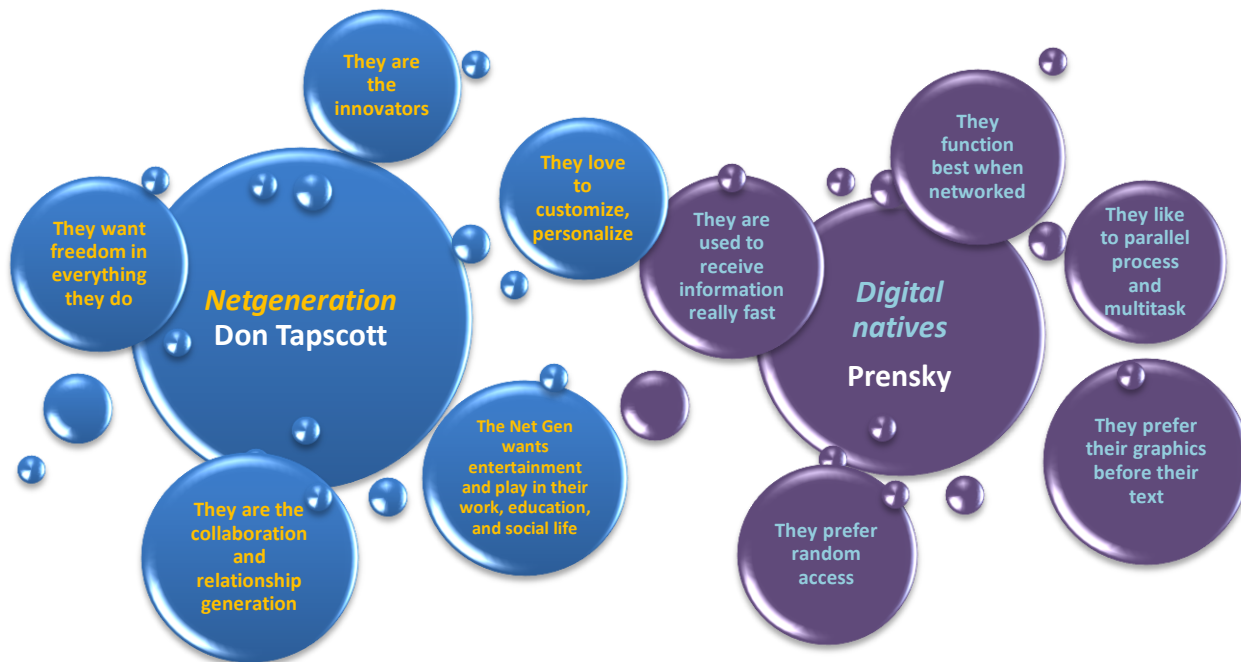 They are
the
innovators
They want
freedom in
everything
they do
Netgeneration
Don Tapscott
They love
to
customize,
personalize
The Net Gen
wants
entertainment
and play in their
work, education,
and social life
They are the
collaboration
and
relationship
generation
They
function
best when
networked
They are
used to
receive
information
really fast
They like
to parallel
process
and
multitask
Digital
natives
Prensky
They prefer
their graphics
before their
text
They prefer
random
access